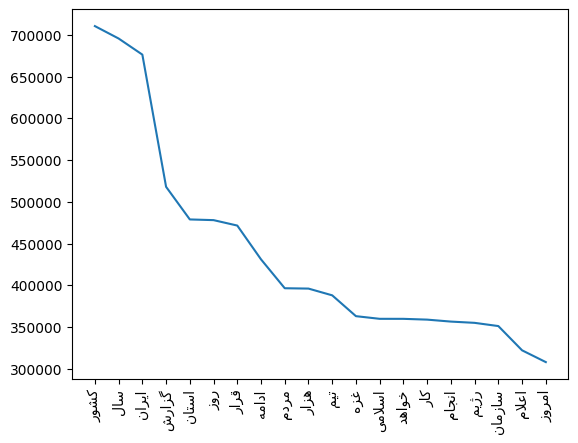 700000
650000
600000
550000
500000
450000
400000
350000
300000
کشور
سال
ایران
گزارش
استان
روز
قرار
ادامه
مردم
هزار
تیم
غزه
اسلامی
خواهد
کار
انجام
رژیم
سازمان
اعلام
امروز